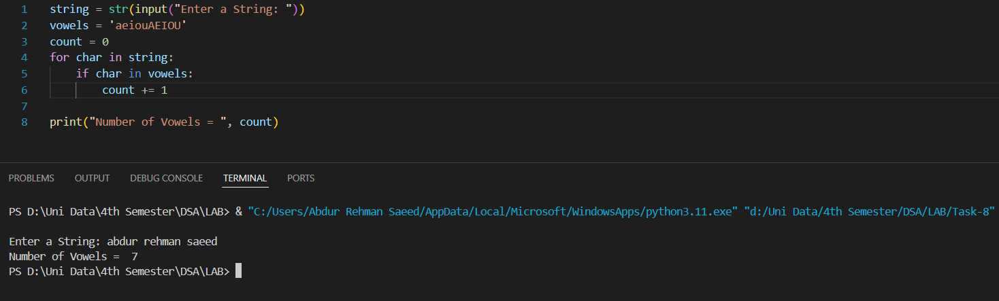 1 string = str(input("Enter a String: "))
2 vowels = 'aeiouAEIOU'
3 count = 0
4 for char in string:
5     if char in vowels:
6         count += 1
7
8 print("Number of Vowels = ", count)
PROBLEMS OUTPUT DEBUG CONSOLE TERMINAL PORTS
PS D:\Uni Data\4th Semester\DSA\LAB> & "C:/Users/Abdur Rehman Saeed/AppData/Local/Microsoft/WindowsApps/python3.11.exe" "d:/Uni Data/4th Semester/DSA/LAB/Task-8"
Enter a String: abdur rehman saeed
Number of Vowels =  7
PS D:\Uni Data\4th Semester\DSA\LAB>